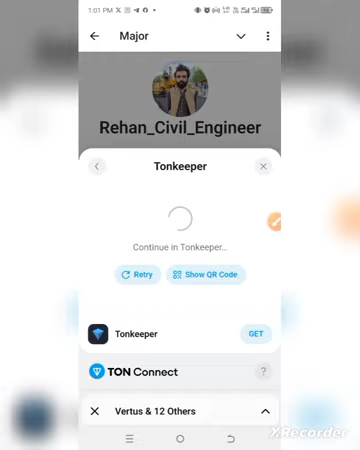 1:01 PM
Major
Rehan_Civil_Engineer
Tonkeeper
Continue in Tonkeeper...
Retry
Show QR Code
Tonkeeper
GET
TON Connect
?
Vertus & 12 Others
XRecorder